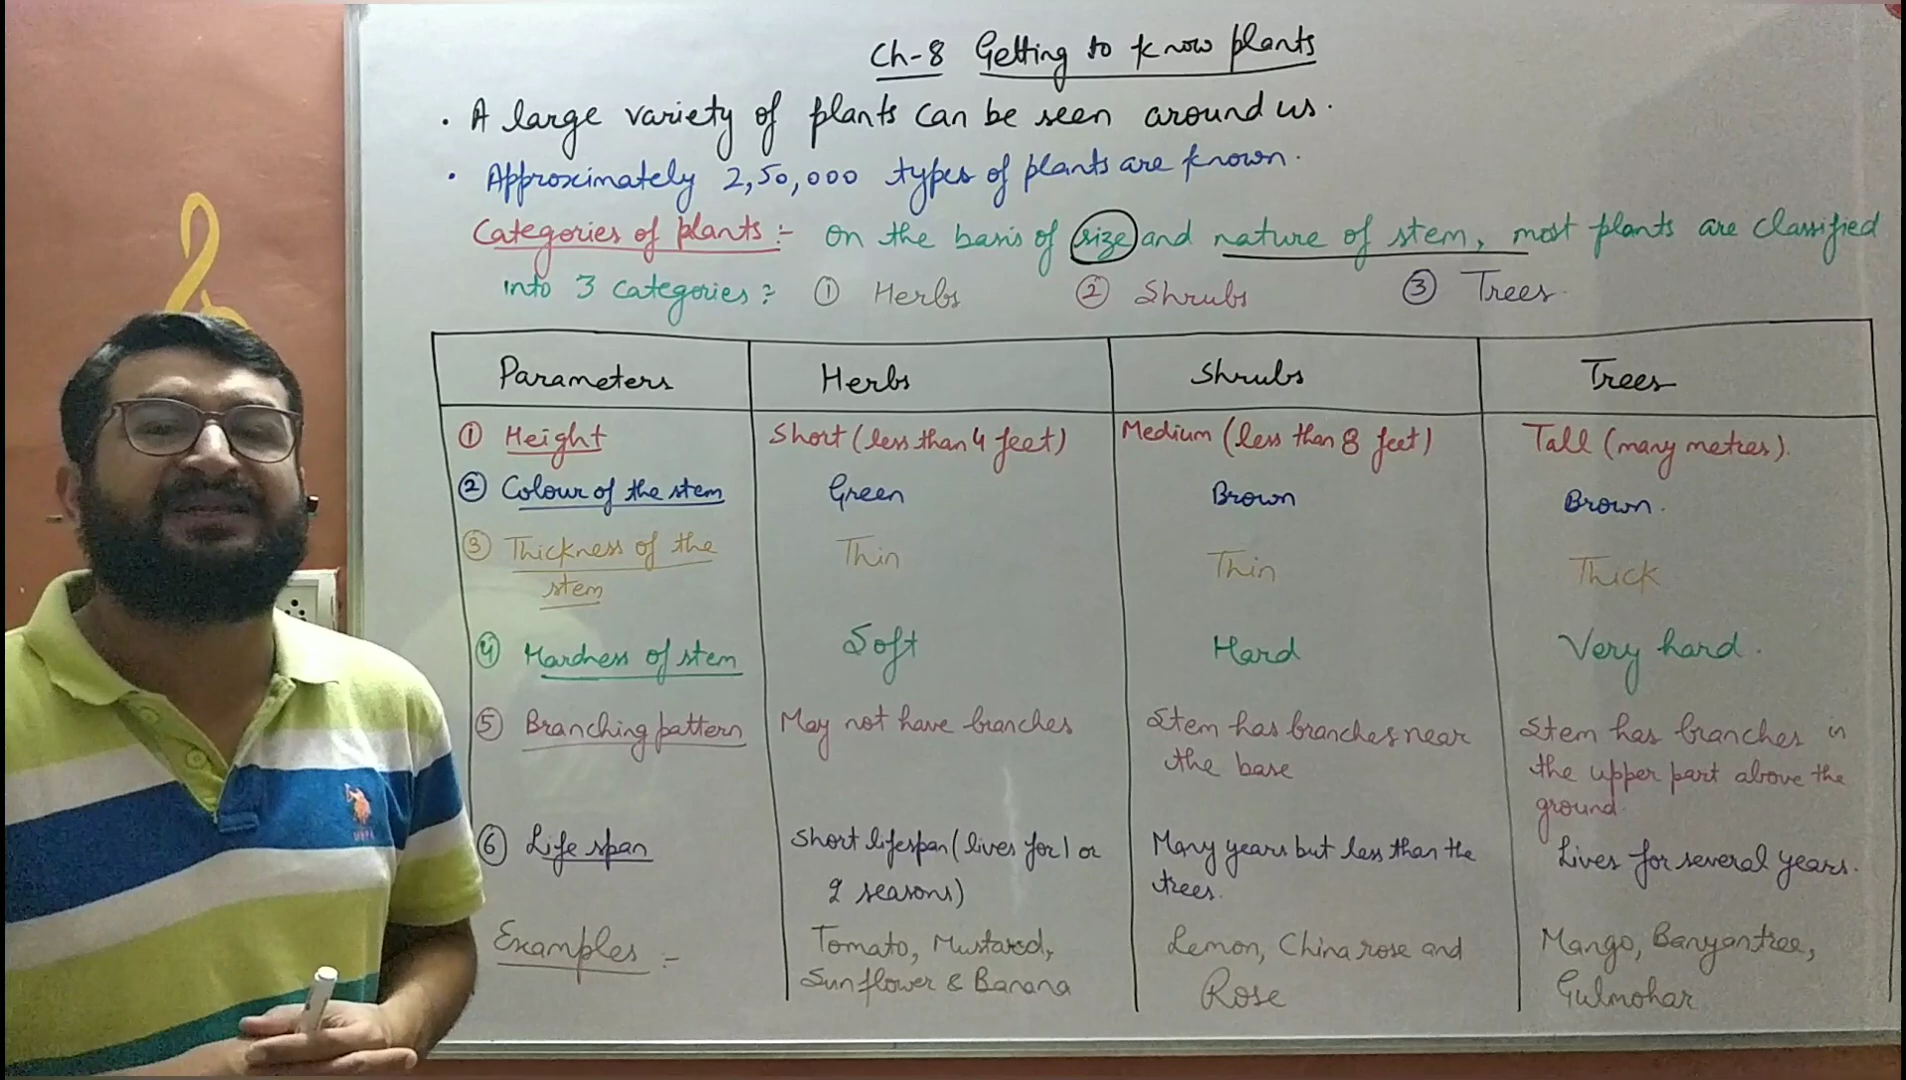 Ch-8 Getting to know plants
· A large variety of plants can be seen around us.
· Approximately 2,50,000 types of plants are known.
Categories of plants :- On the basis of size and nature of stem, most plants are classified
into 3 categories :- ① Herbs ② Shrubs ③ Trees.
Parameters Herbs Shrubs Trees
① Height Short (less than 4 feet) Medium (less than 8 feet) Tall (many metres).
② Colour of the stem Green Brown Brown.
③ Thickness of the Thin Thin Thick
stem
④ Hardness of stem Soft Hard Very hard.
⑤ Branching pattern May not have branches Stem has branches near Stem has branches in
the base the upper part above the
ground.
⑥ Life span Short lifespan (lives for 1 or Many years but less than the Lives for several years.
2 seasons) trees.
Examples :- Tomato, Mustard, Lemon, China rose and Mango, Banyan tree,
Sunflower & Banana Rose Gulmohar
USPA